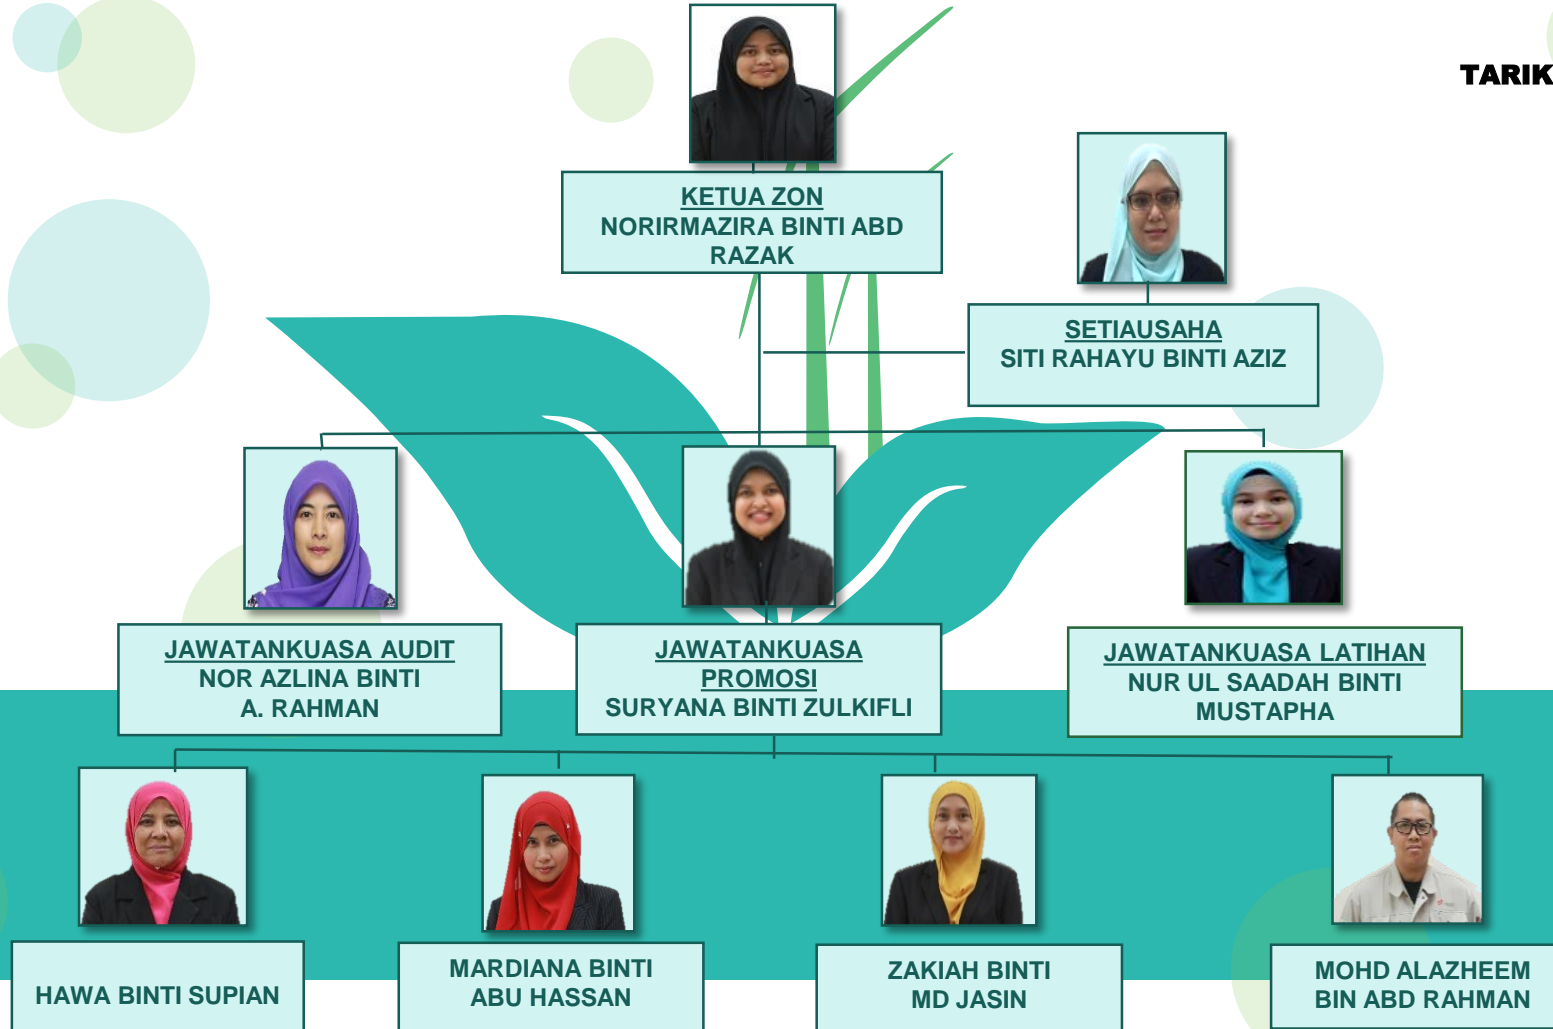 TARIK
KETUA ZON
NORIRMAZIRA BINTI ABD
RAZAK
SETIAUSAHA
SITI RAHAYU BINTI AZIZ
JAWATANKUASA AUDIT
NOR AZLINA BINTI
A. RAHMAN
JAWATANKUASA
PROMOSI
SURYANA BINTI ZULKIFLI
JAWATANKUASA LATIHAN
NUR UL SAADAH BINTI
MUSTAPHA
HAWA BINTI SUPIAN
MARDIANA BINTI
ABU HASSAN
ZAKIAH BINTI
MD JASIN
MOHD ALAZHEEM
BIN ABD RAHMAN